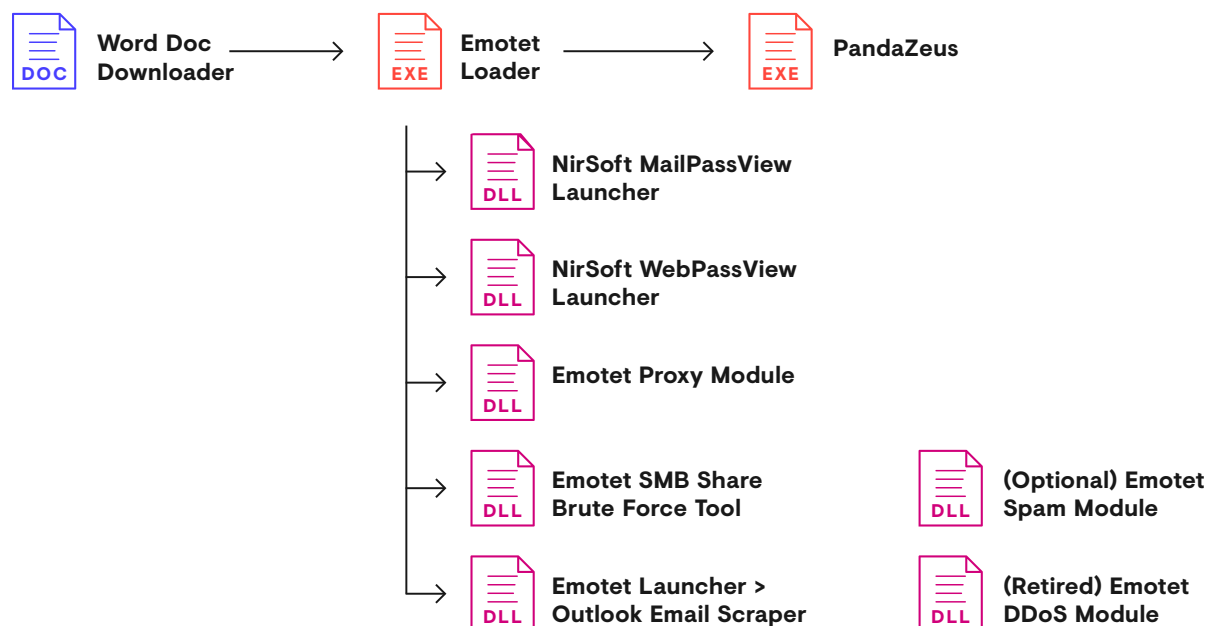 DOC
Word Doc
Downloader
EXE
Emotet
Loader
EXE
PandaZeus
DLL
NirSoft MailPassView
Launcher
DLL
NirSoft WebPassView
Launcher
DLL
Emotet Proxy Module
DLL
Emotet SMB Share
Brute Force Tool
DLL
(Optional) Emotet
Spam Module
DLL
Emotet Launcher >
Outlook Email Scraper
DLL
(Retired) Emotet
DDoS Module